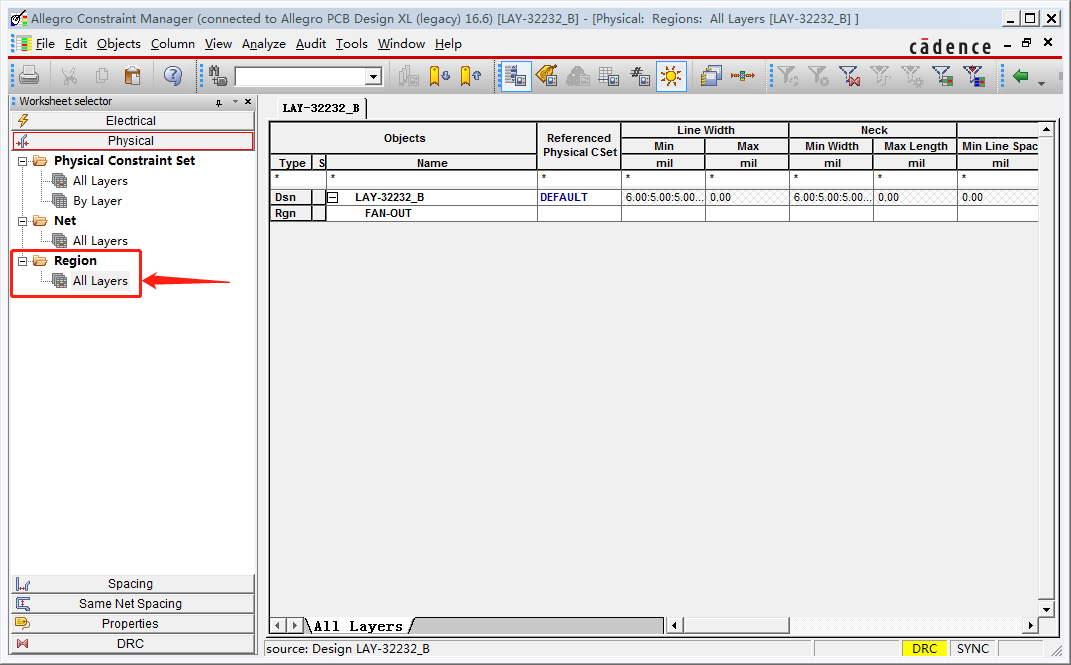 Allegro Constraint Manager (connected to Allegro PCB Design XL (legacy) 16.6) [LAY-32232_B] - [Physical: Regions: All Layers [LAY-32232_B] ]
File Edit Objects Column View Analyze Audit Tools Window Help
cādence
Worksheet selector
Electrical
Physical
Physical Constraint Set
All Layers
By Layer
Net
All Layers
Region
All Layers
Spacing
Same Net Spacing
Properties
DRC
LAY-32232_B
Objects Referenced Physical CSet Line Width Neck
Min Max Min Width Max Length Min Line Spac
Type S Name mil mil mil mil mil
* * * * * * * *
Dsn LAY-32232_B DEFAULT 6.00:5.00:5.00... 0.00 6.00:5.00:5.00... 0.00 0.00
Rgn FAN-OUT
All Layers
source: Design LAY-32232_B DRC SYNC